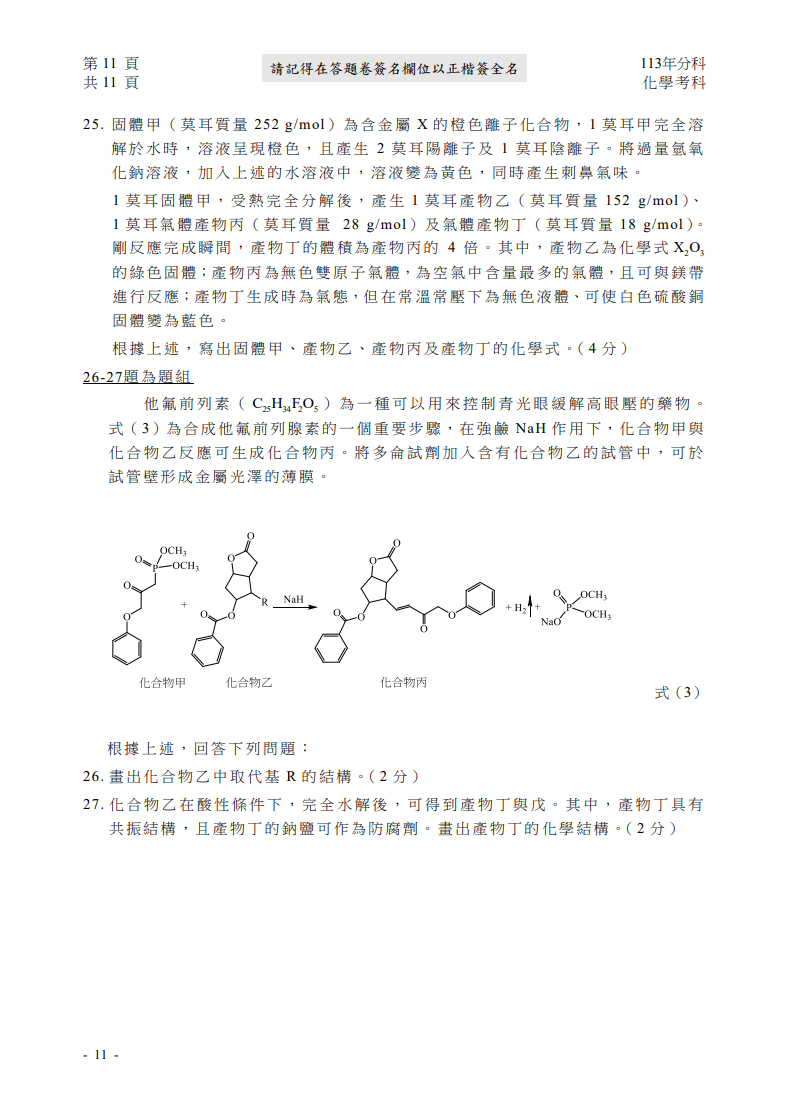 第 11 頁
共 11 頁
請記得在答題卷簽名欄位以正楷簽全名
113年分科
化學考科
25. 固體甲(莫耳質量 252 g/mol)為含金屬 X 的橙色離子化合物,1 莫耳甲完全溶
解於水時,溶液呈現橙色,且產生 2 莫耳陽離子及 1 莫耳陰離子。將過量氫氧
化鈉溶液,加入上述的水溶液中,溶液變為黃色,同時產生刺鼻氣味。
1 莫耳固體甲,受熱完全分解後,產生 1 莫耳產物乙(莫耳質量 152 g/mol)、
1 莫耳氣體產物丙(莫耳質量 28 g/mol)及氣體產物丁(莫耳質量 18 g/mol)。
剛反應完成瞬間,產物丁的體積為產物丙的 4 倍。其中,產物乙為化學式 X₂O₃
的綠色固體;產物丙為無色雙原子氣體,為空氣中含量最多的氣體,且可與鎂帶
進行反應;產物丁生成時為氣態,但在常溫常壓下為無色液體、可使白色硫酸銅
固體變為藍色。
根據上述,寫出固體甲、產物乙、產物丙及產物丁的化學式。(4 分)
26-27題為題組
他氟前列素(C₂₅H₃₄F₂O₅)為一種可以用來控制青光眼緩解高眼壓的藥物。
式(3)為合成他氟前列腺素的一個重要步驟,在強鹼 NaH 作用下,化合物甲與
化合物乙反應可生成化合物丙。將多侖試劑加入含有化合物乙的試管中,可於
試管壁形成金屬光澤的薄膜。
O
P
OCH₃
OCH₃
O
O
+
O
O
R
O
O
NaH
O
O
O
O
O
O
+ H₂ +
O
P
OCH₃
OCH₃
NaO
化合物甲
化合物乙
化合物丙
式(3)
根據上述,回答下列問題:
26. 畫出化合物乙中取代基 R 的結構。(2 分)
27. 化合物乙在酸性條件下,完全水解後,可得到產物丁與戊。其中,產物丁具有
共振結構,且產物丁的鈉鹽可作為防腐劑。畫出產物丁的化學結構。(2 分)
- 11 -